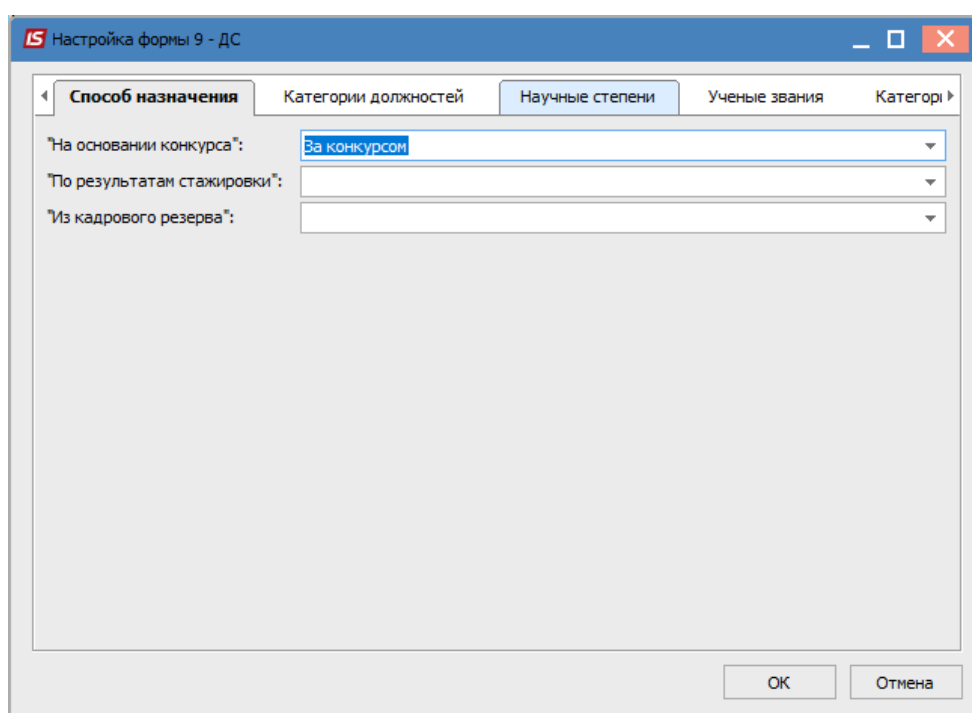 IS Настройка формы 9 - ДС
Способ назначения Категории должностей Научные степени Ученые звания Категорі
"На основании конкурса": За конкурсом
"По результатам стажировки":
"Из кадрового резерва":
OK Отмена